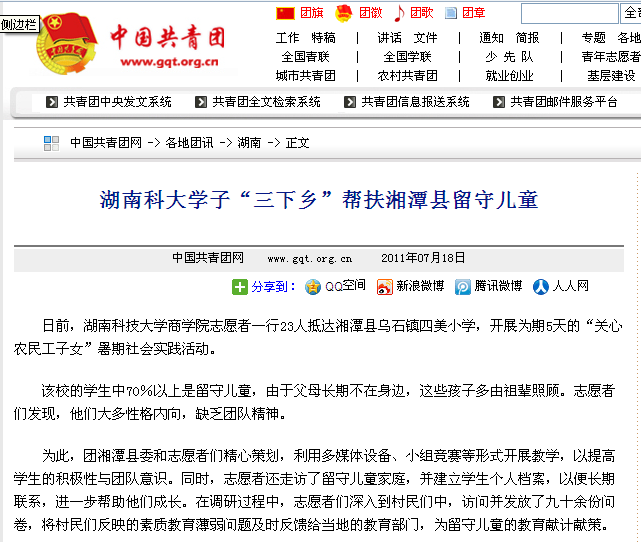 侧边栏
中国共青团
www.gqt.org.cn
团旗 团徽 团歌 团章
工作 特稿 | 讲话 文件 | 通知 简报 | 专题 各地
全国青联 | 全国学联 | 少 先 队 | 青年志愿者
城市共青团 | 农村共青团 | 就业创业 | 基层建设
共青团中央发文系统 共青团全文检索系统 共青团信息报送系统 共青团邮件服务平台
中国共青团网 -> 各地团讯 -> 湖南 -> 正文
湖南科大学子“三下乡”帮扶湘潭县留守儿童
中国共青团网 www.gqt.org.cn 2011年07月18日
分享到: QQ空间 新浪微博 腾讯微博 人人网
日前，湖南科技大学商学院志愿者一行23人抵达湘潭县乌石镇四美小学，开展为期5天的“关心
农民工子女”暑期社会实践活动。
该校的学生中70%以上是留守儿童，由于父母长期不在身边，这些孩子多由祖辈照顾。志愿者
们发现，他们大多性格内向，缺乏团队精神。
为此，团湘潭县委和志愿者们精心策划，利用多媒体设备、小组竞赛等形式开展教学，以提高
学生的积极性与团队意识。同时，志愿者还走访了留守儿童家庭，并建立学生个人档案，以便长期
联系，进一步帮助他们成长。在调研过程中，志愿者们深入到村民们中，访问并发放了九十余份问
卷，将村民们反映的素质教育薄弱问题及时反馈给当地的教育部门，为留守儿童的教育献计献策。